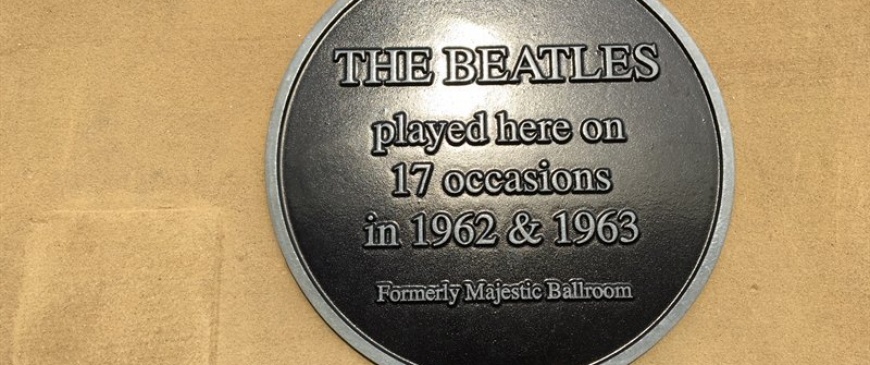 THE BEATLES
played here on
17 occasions
in 1962 & 1963
Formerly Majestic Ballroom